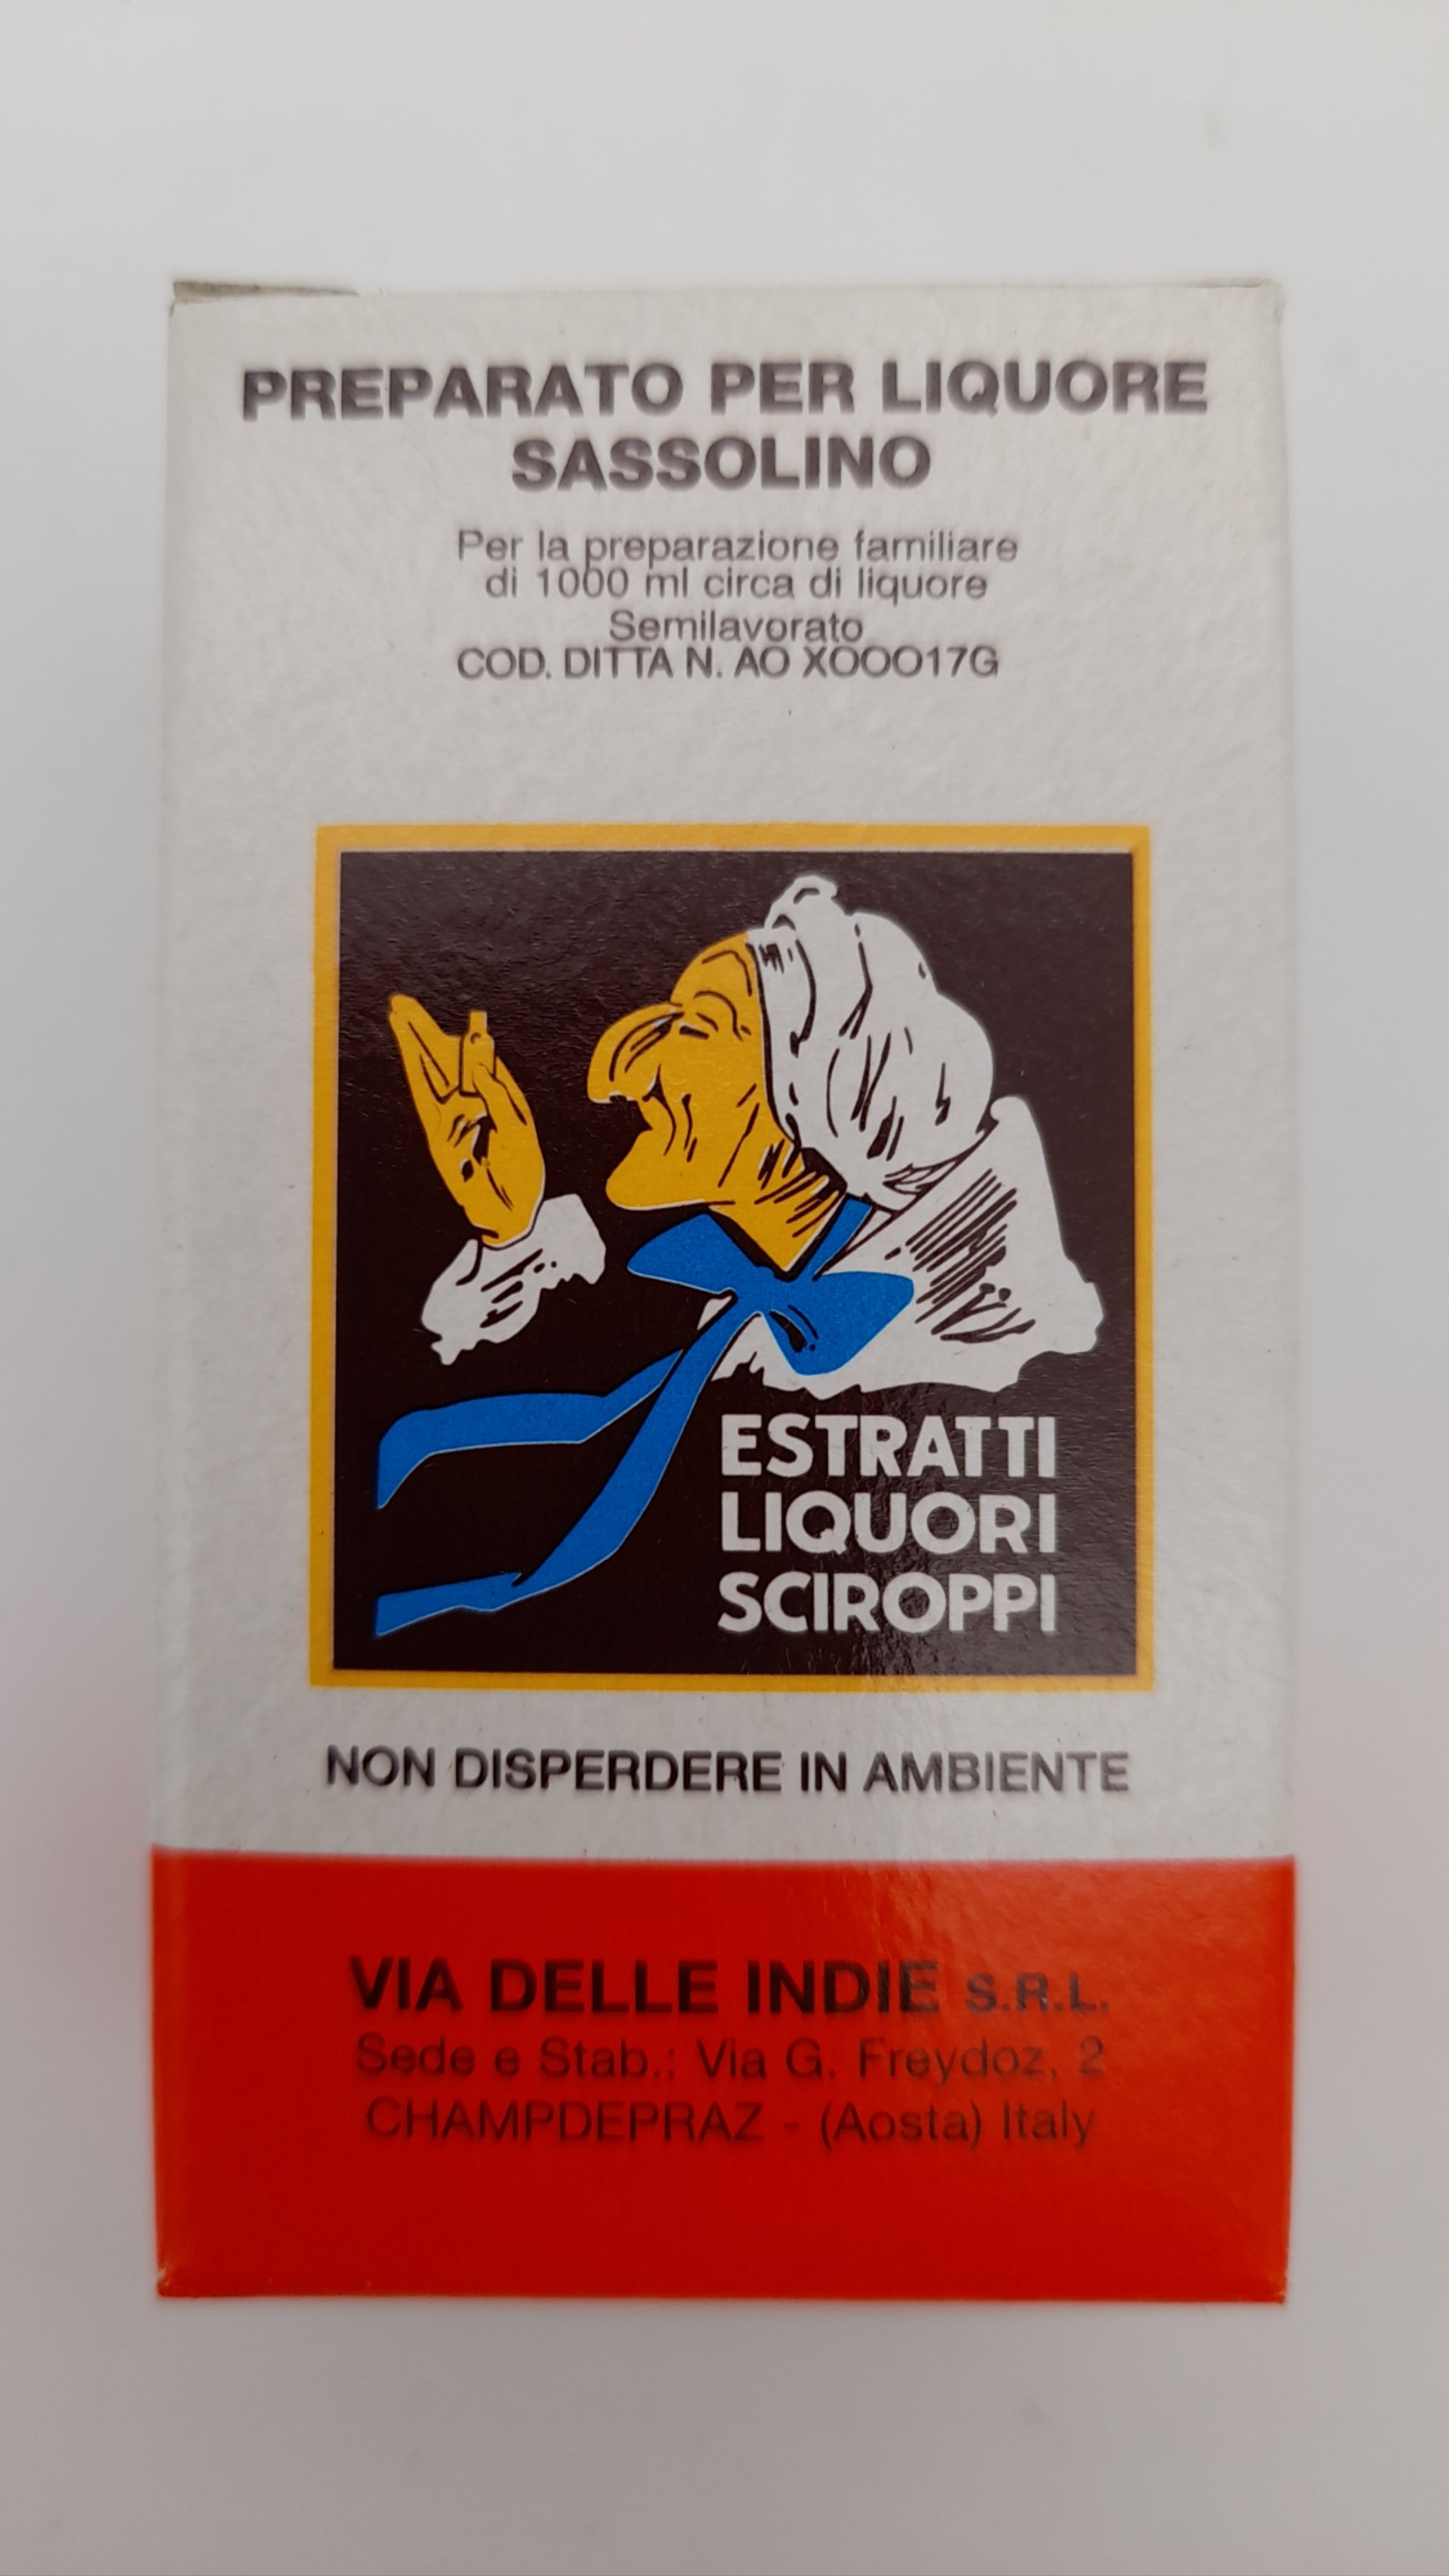 PREPARATO PER LIQUORE
SASSOLINO
Per la preparazione familiare
di 1000 ml circa di liquore
Semilavorato
COD. DITTA N. AO XOOO17G
ESTRATTI
LIQUORI
SCIROPPI
NON DISPERDERE IN AMBIENTE
VIA DELLE INDIE S.R.L.
Sede e Stab.: Via G. Freydoz, 2
CHAMPDEPRAZ - (Aosta) Italy